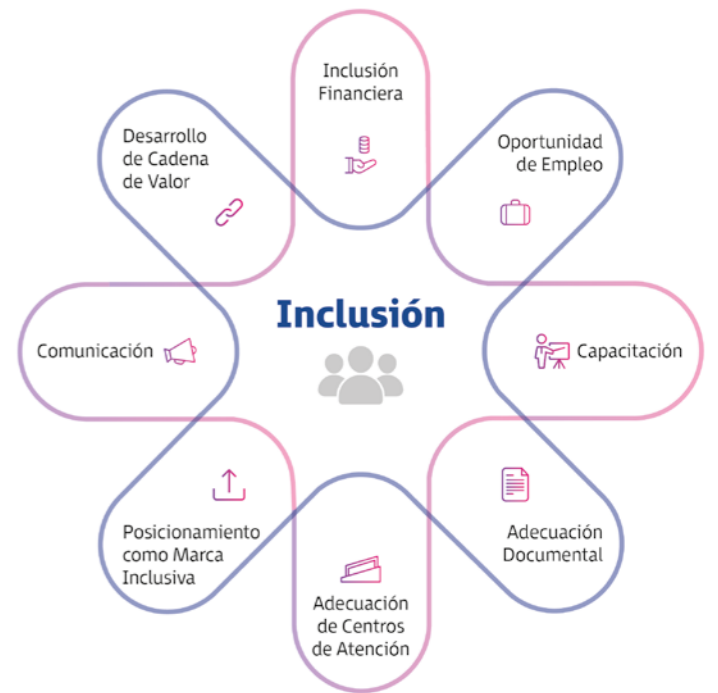 Inclusión
Financiera
Oportunidad
de Empleo
Capacitación
Adecuación
Documental
Adecuación
de Centros
de Atención
Posicionamiento
como Marca
Inclusiva
Comunicación
Desarrollo
de Cadena
de Valor
Inclusión